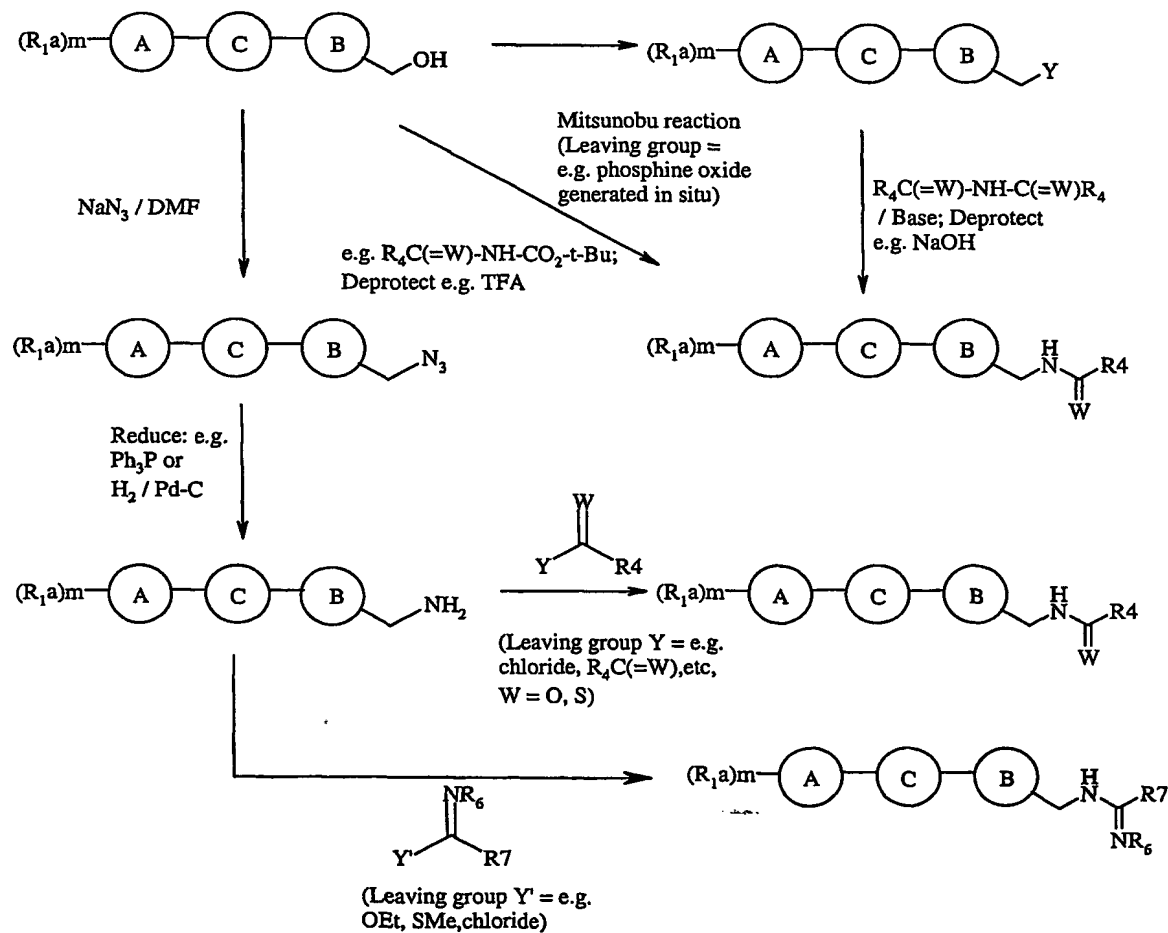 (R₁a)m A C B OH
(R₁a)m A C B Y
Mitsunobu reaction
(Leaving group =
e.g. phosphine oxide
generated in situ)
NaN₃ / DMF
R₄C(=W)-NH-C(=W)R₄
/ Base; Deprotect
e.g. NaOH
e.g. R₄C(=W)-NH-CO₂-t-Bu;
Deprotect e.g. TFA
(R₁a)m A C B N₃
(R₁a)m A C B H N R4 W
Reduce: e.g.
Ph₃P or
H₂ / Pd-C
W
Y R4
(R₁a)m A C B NH₂
(R₁a)m A C B H N R4 W
(Leaving group Y = e.g.
chloride, R₄C(=W),etc,
W = O, S)
(R₁a)m A C B H N R7 NR₆
NR₆
Y' R7
(Leaving group Y' = e.g.
OEt, SMe,chloride)